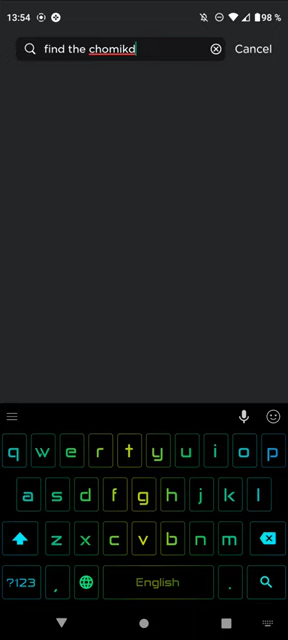 13:54 98 %
find the chomikd Cancel
q w e r t y u i o p
a s d f g h j k l
z x c v b n m
?123 , English .